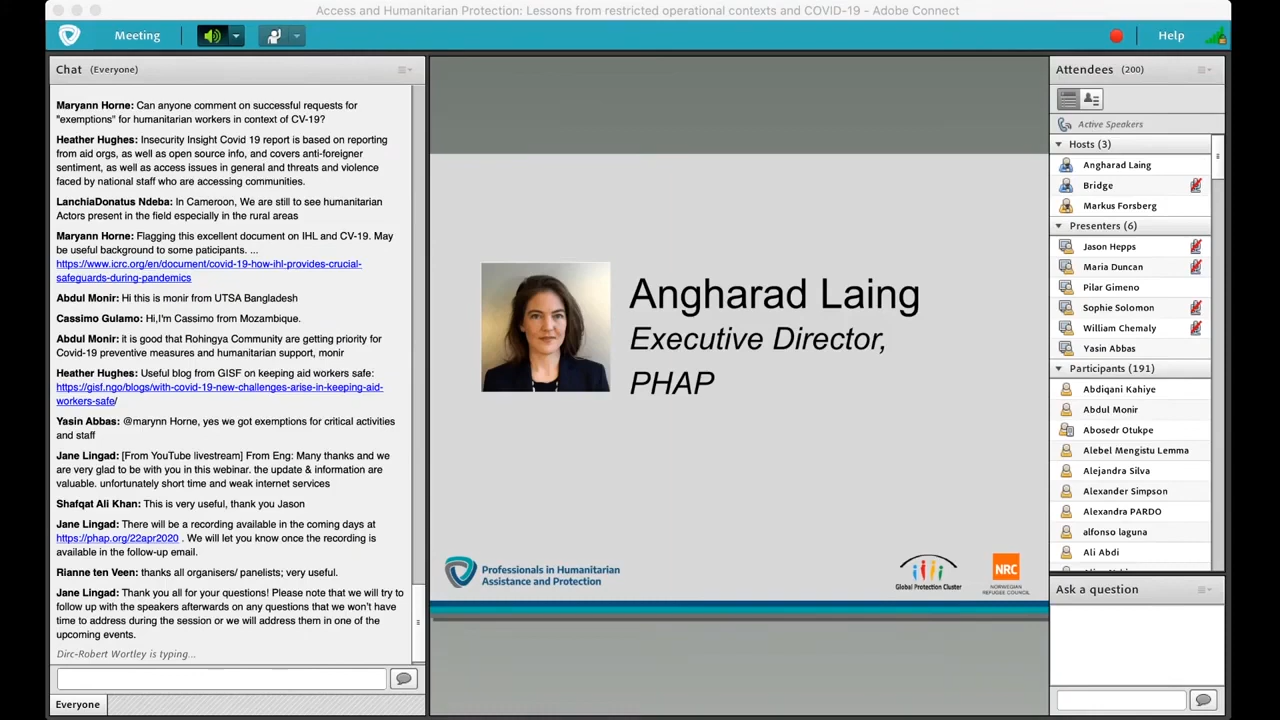 Access and Humanitarian Protection: Lessons from restricted operational contexts and COVID-19 - Adobe Connect
Meeting
Help
Chat (Everyone)
Maryann Horne: Can anyone comment on successful requests for
"exemptions" for humanitarian workers in context of CV-19?
Heather Hughes: Insecurity Insight Covid 19 report is based on reporting
from aid orgs, as well as open source info, and covers anti-foreigner
sentiment, as well as access issues in general and threats and violence
faced by national staff who are accessing communities.
LanchiaDonatus Ndeba: In Cameroon, We are still to see humanitarian
Actors present in the field especially in the rural areas
Maryann Horne: Flagging this excellent document on IHL and CV-19. May
be useful background to some paticipants. ...
https://www.icrc.org/en/document/covid-19-how-ihl-provides-crucial-
safeguards-during-pandemics
Abdul Monir: Hi this is monir from UTSA Bangladesh
Cassimo Gulamo: Hi,I'm Cassimo from Mozambique.
Abdul Monir: it is good that Rohingya Community are getting priority for
Covid-19 preventive measures and humanitarian support, monir
Heather Hughes: Useful blog from GISF on keeping aid workers safe:
https://gisf.ngo/blogs/with-covid-19-new-challenges-arise-in-keeping-aid-
workers-safe/
Yasin Abbas: @marynn Horne, yes we got exemptions for critical activities
and staff
Jane Lingad: [From YouTube livestream] From Eng: Many thanks and we
are very glad to be with you in this webinar. the update & information are
valuable. unfortunately short time and weak internet services
Shafqat Ali Khan: This is very useful, thank you Jason
Jane Lingad: There will be a recording available in the coming days at
https://phap.org/22apr2020 . We will let you know once the recording is
available in the follow-up email.
Rianne ten Veen: thanks all organisers/ panelists; very useful.
Jane Lingad: Thank you all for your questions! Please note that we will try to
follow up with the speakers afterwards on any questions that we won't have
time to address during the session or we will address them in one of the
upcoming events.
Dirc-Robert Wortley is typing...
Everyone
Angharad Laing
Executive Director,
PHAP
Professionals in Humanitarian
Assistance and Protection
Global Protection Cluster
NRC
NORWEGIAN
REFUGEE COUNCIL
Attendees (200)
Active Speakers
Hosts (3)
Angharad Laing
Bridge
Markus Forsberg
Presenters (6)
Jason Hepps
Maria Duncan
Pilar Gimeno
Sophie Solomon
William Chemaly
Yasin Abbas
Participants (191)
Abdiqani Kahiye
Abdul Monir
Abosedr Otukpe
Alebel Mengistu Lemma
Alejandra Silva
Alexander Simpson
Alexandra PARDO
alfonso laguna
Ali Abdi
Ask a question